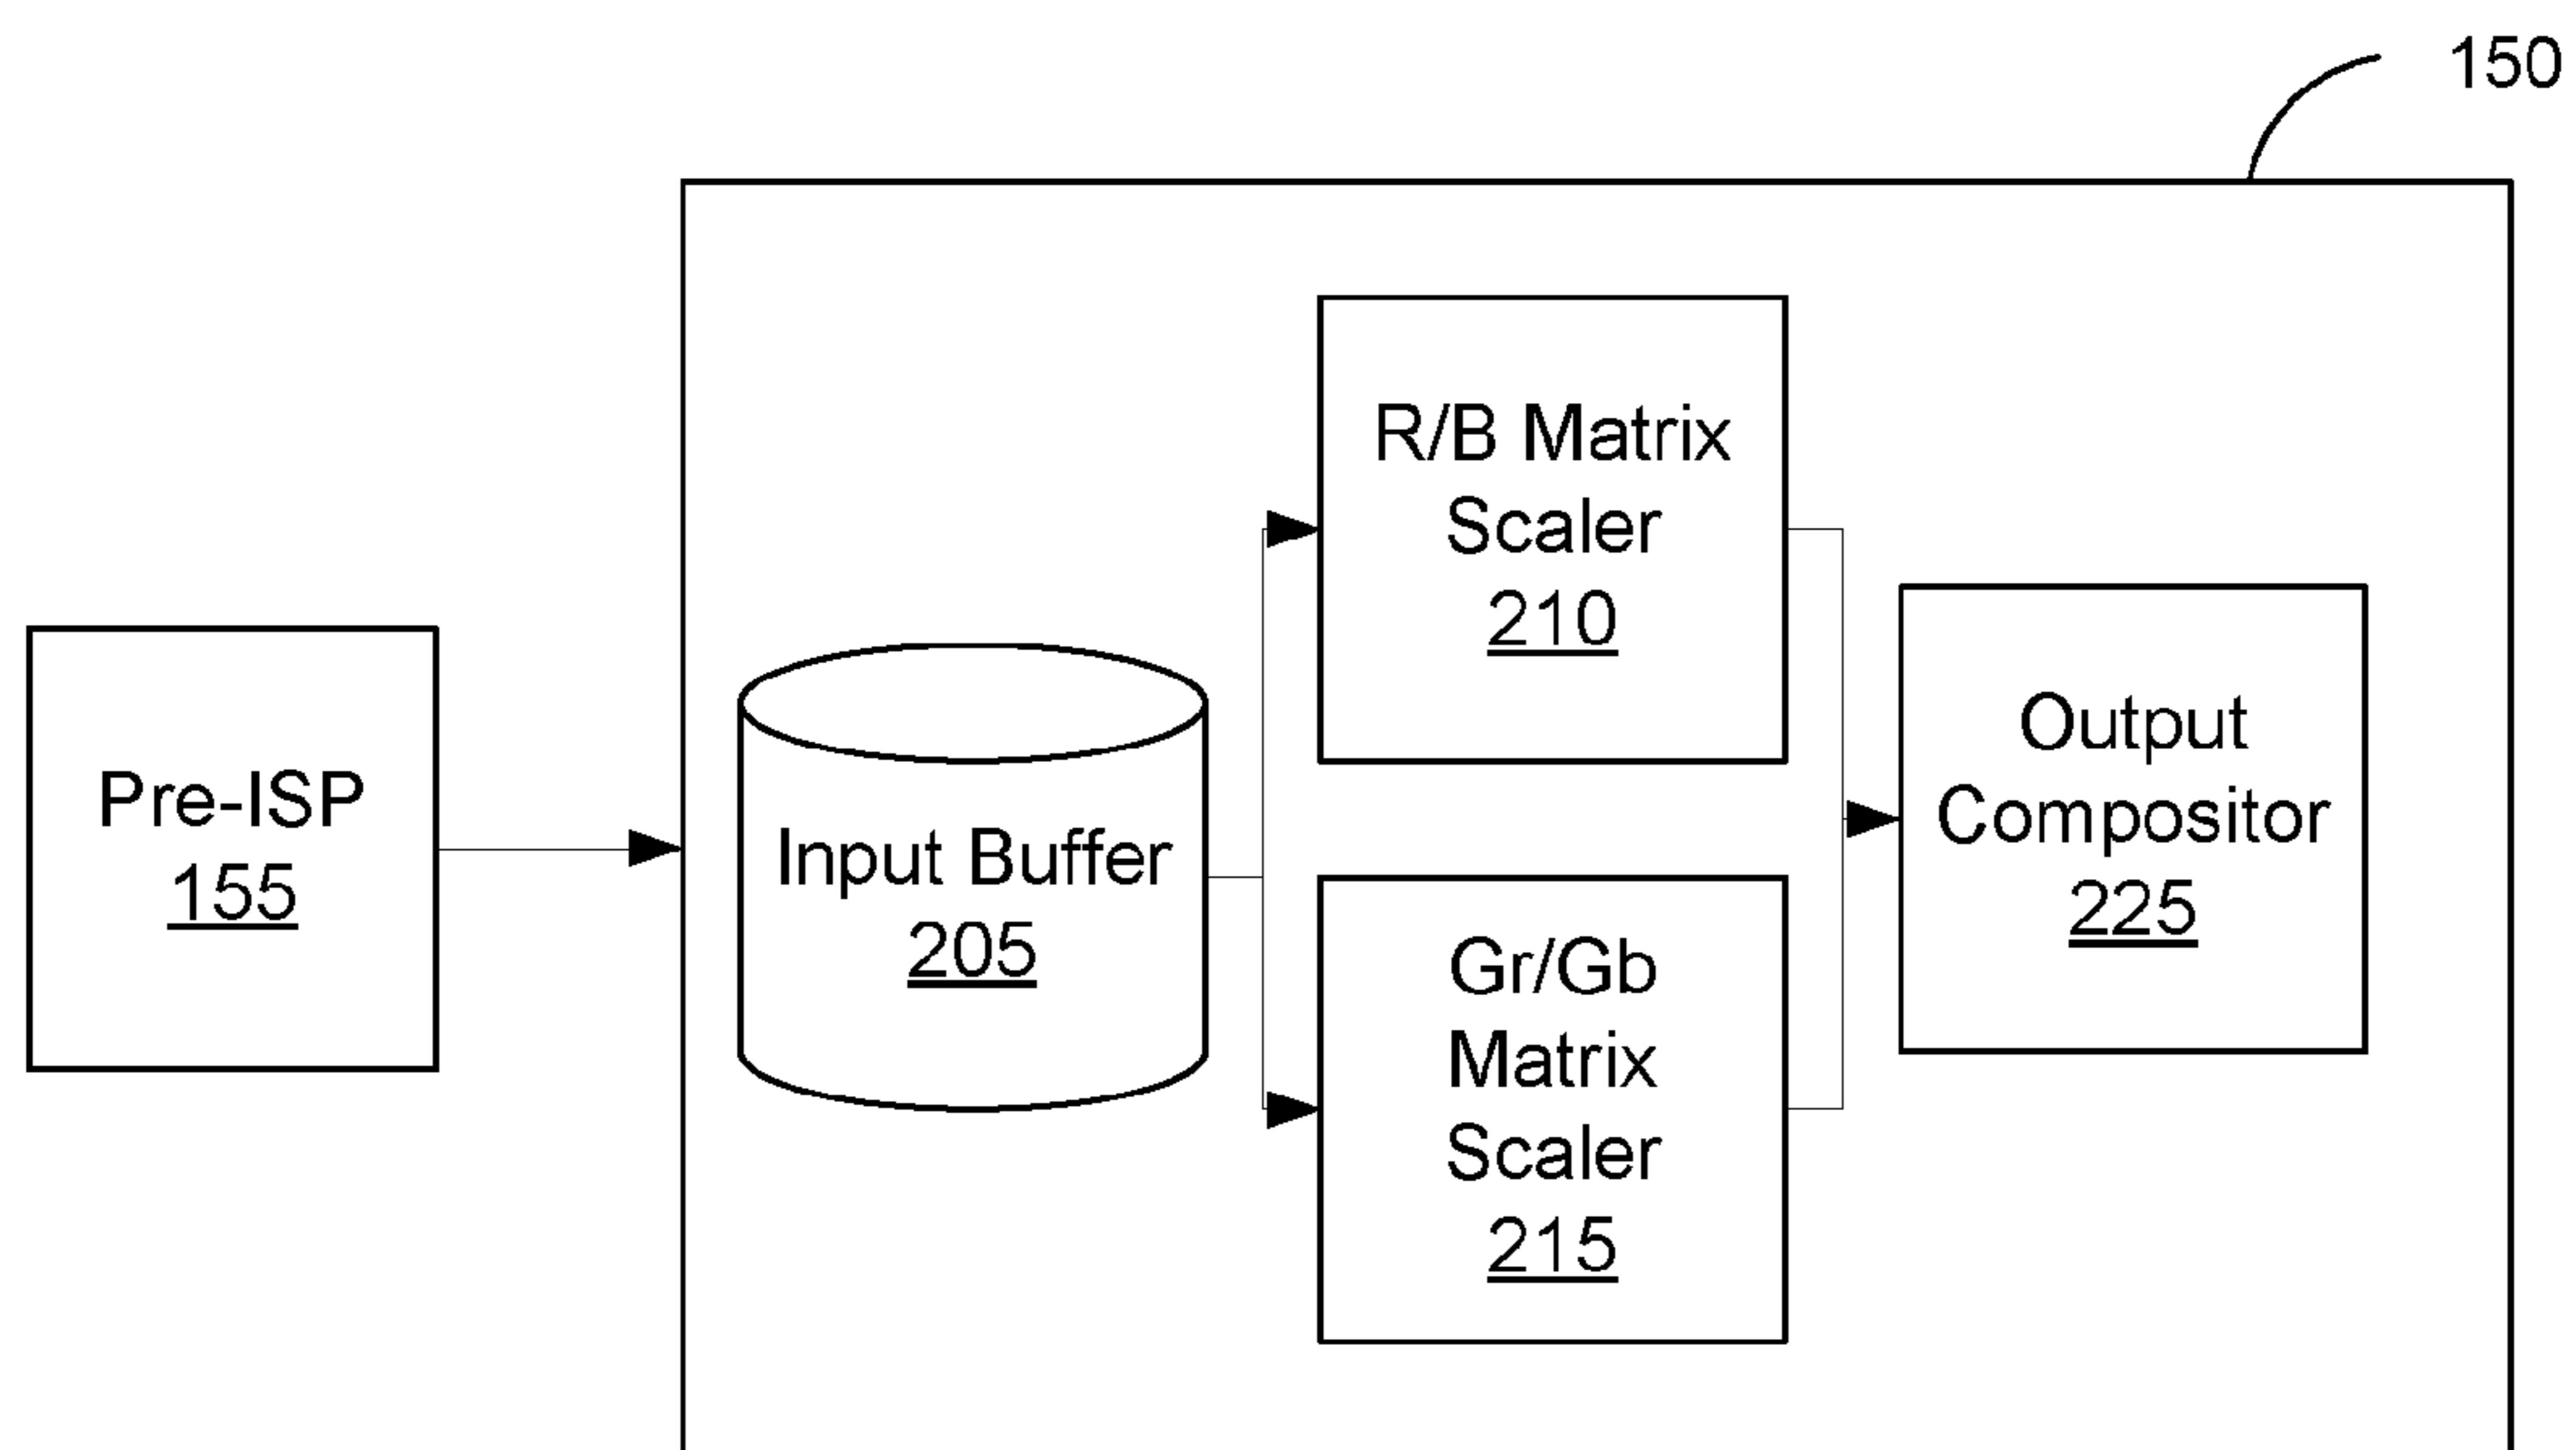 150
R/B Matrix
Scaler
210
Pre-ISP
155
Input Buffer
205
Gr/Gb
Matrix
Scaler
215
Output
Compositor
225